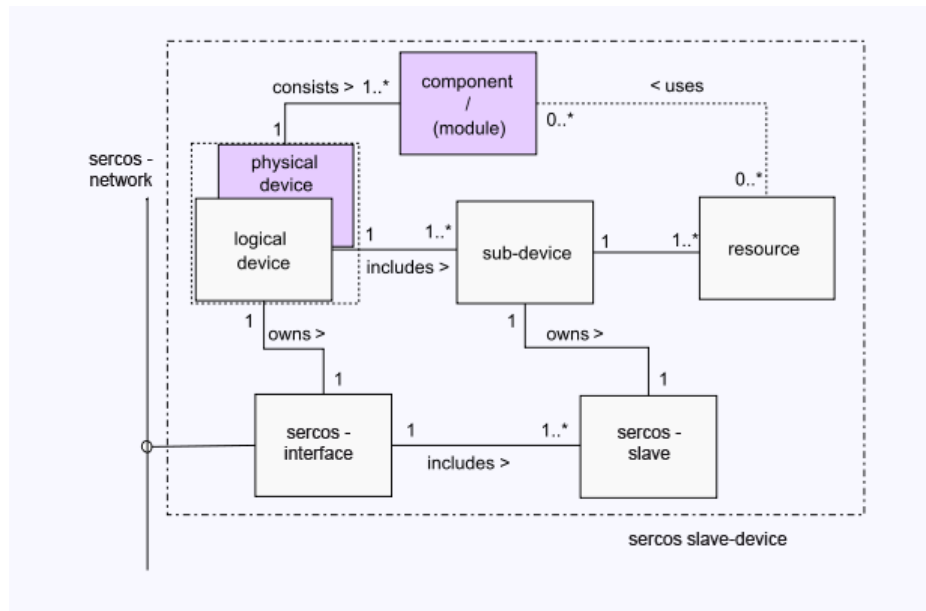 component
/
(module)
consists > 1..*
< uses
0..*
1
sercos -
network
physical
device
0..*
logical
device
1
1..*
includes >
sub-device
1
1..*
resource
1
owns >
1
owns >
1
1
sercos -
interface
1
1..*
includes >
sercos -
slave
sercos slave-device